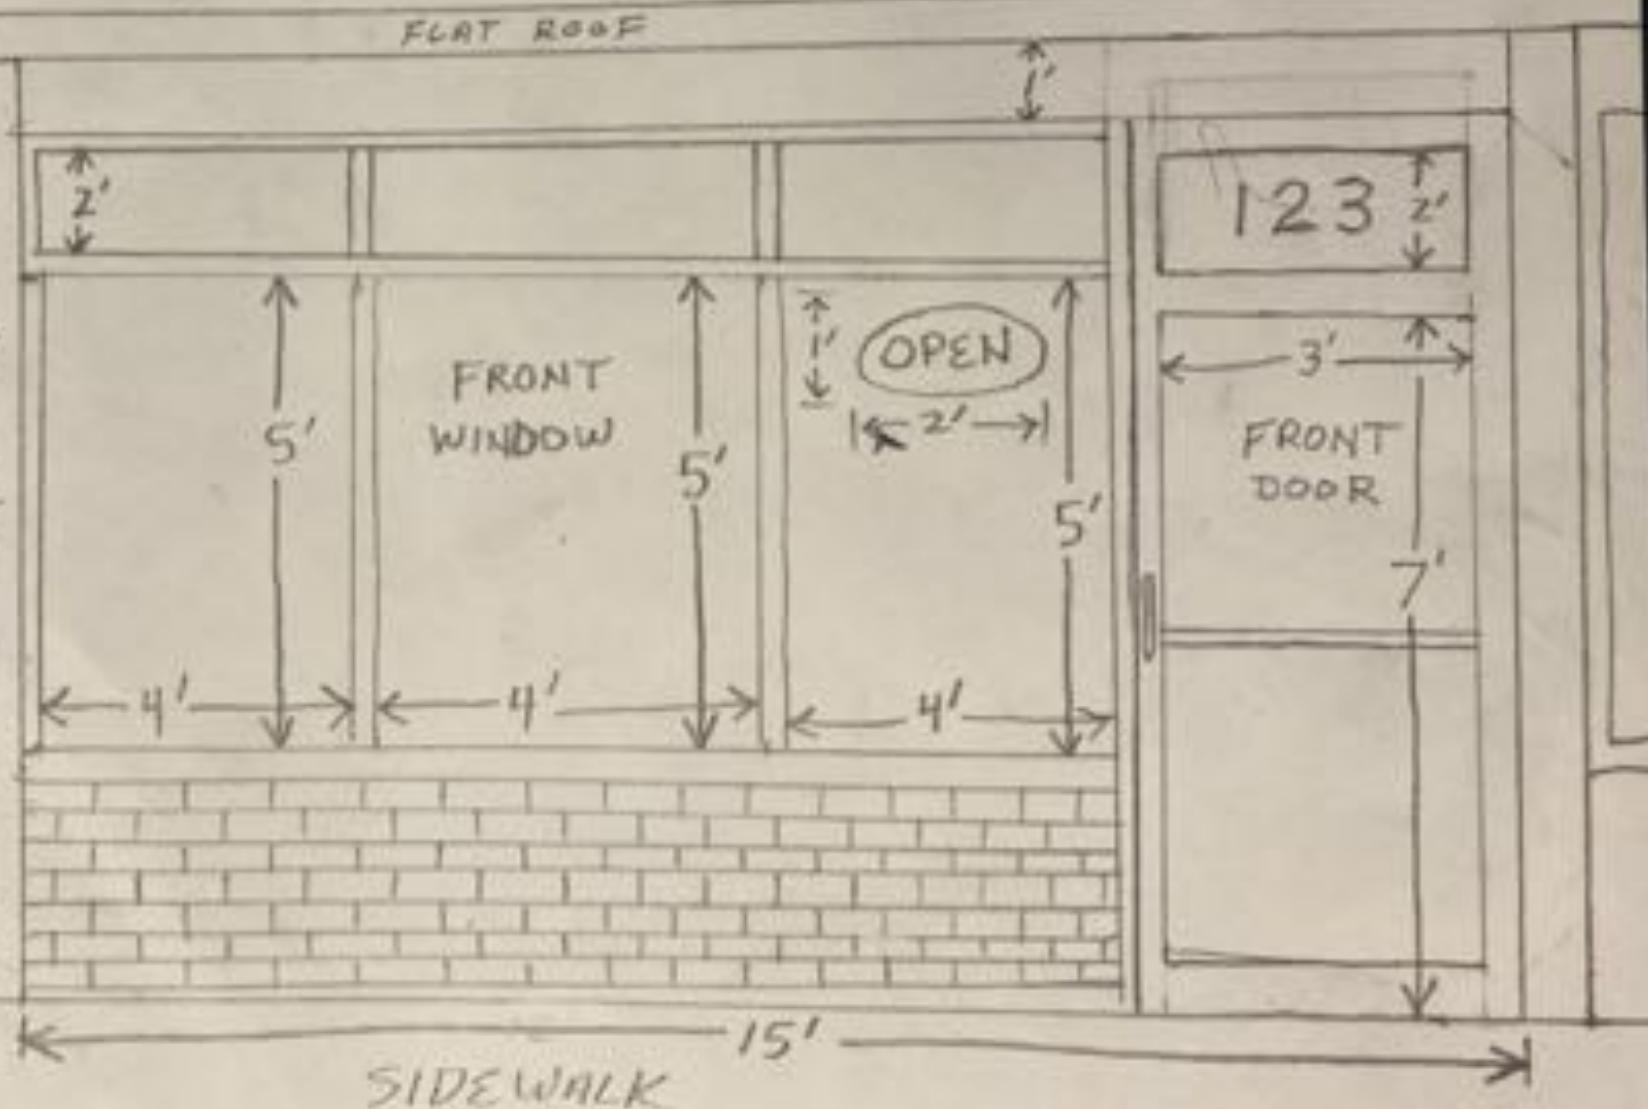 FLAT ROOF
1'
2'
123
2'
5'
FRONT
WINDOW
5'
1'
OPEN
2'
5'
3'
FRONT
DOOR
7'
4'
4'
4'
15'
SIDEWALK